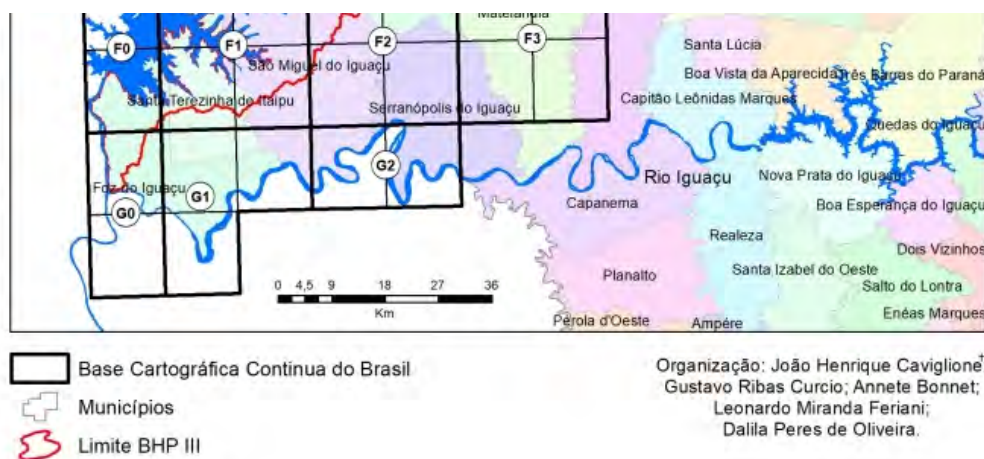 Matelândia
F0
F1
F2
F3
Santa Lúcia
São Miguel do Iguaçu
Boa Vista da Aparecida
Três Barras do Paraná
Santa Terezinha de Itaipu
Serranópolis do Iguaçu
Capitão Leônidas Marques
Quedas do Iguaçu
G2
Foz do Iguaçu
G1
Rio Iguaçu
Nova Prata do Iguaçu
G0
Capanema
Boa Esperança do Iguaçu
Realeza
Dois Vizinhos
Planalto
Santa Izabel do Oeste
Salto do Lontra
0 4,5 9 18 27 36
Km
Enéas Marques
Pérola d'Oeste
Ampére
Base Cartográfica Continua do Brasil
Municípios
Limite BHP III
Organização: João Henrique Caviglione†
Gustavo Ribas Curcio; Annete Bonnet;
Leonardo Miranda Feriani;
Dalila Peres de Oliveira.